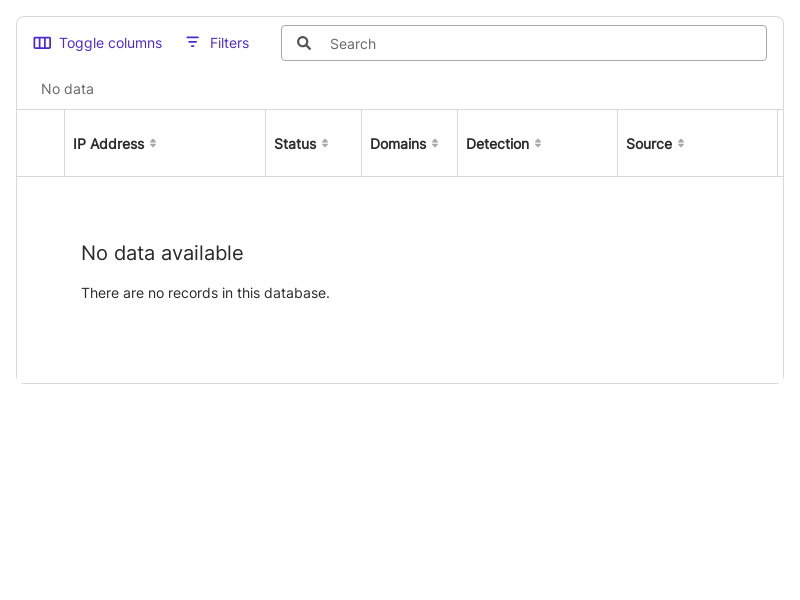 Toggle columns Filters Search
No data
IP Address Status Domains Detection Source
No data available
There are no records in this database.